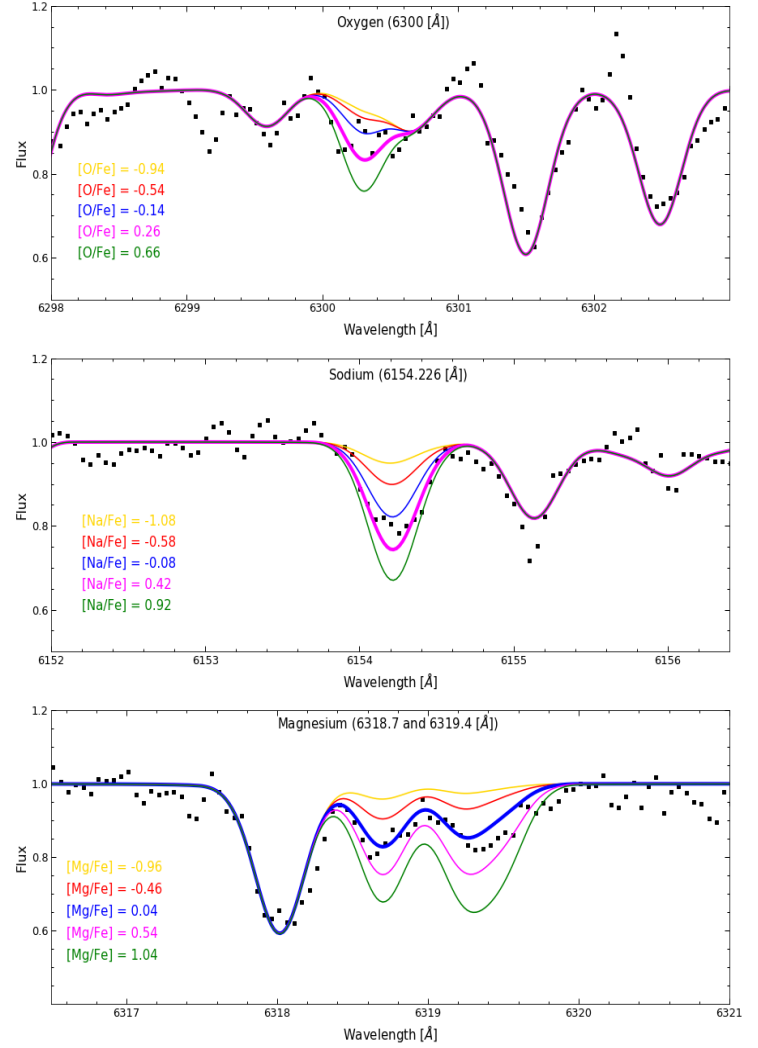 Oxygen (6300 [Å])
1.2
1.0
0.8
0.6
Flux
[O/Fe] = -0.94
[O/Fe] = -0.54
[O/Fe] = -0.14
[O/Fe] = 0.26
[O/Fe] = 0.66
6298 6299 6300 6301 6302
Wavelength [Å]
Sodium (6154.226 [Å])
1.2
1.0
0.8
0.6
Flux
[Na/Fe] = -1.08
[Na/Fe] = -0.58
[Na/Fe] = -0.08
[Na/Fe] = 0.42
[Na/Fe] = 0.92
6152 6153 6154 6155 6156
Wavelength [Å]
Magnesium (6318.7 and 6319.4 [Å])
1.2
1.0
0.8
0.6
Flux
[Mg/Fe] = -0.96
[Mg/Fe] = -0.46
[Mg/Fe] = 0.04
[Mg/Fe] = 0.54
[Mg/Fe] = 1.04
6317 6318 6319 6320 6321
Wavelength [Å]